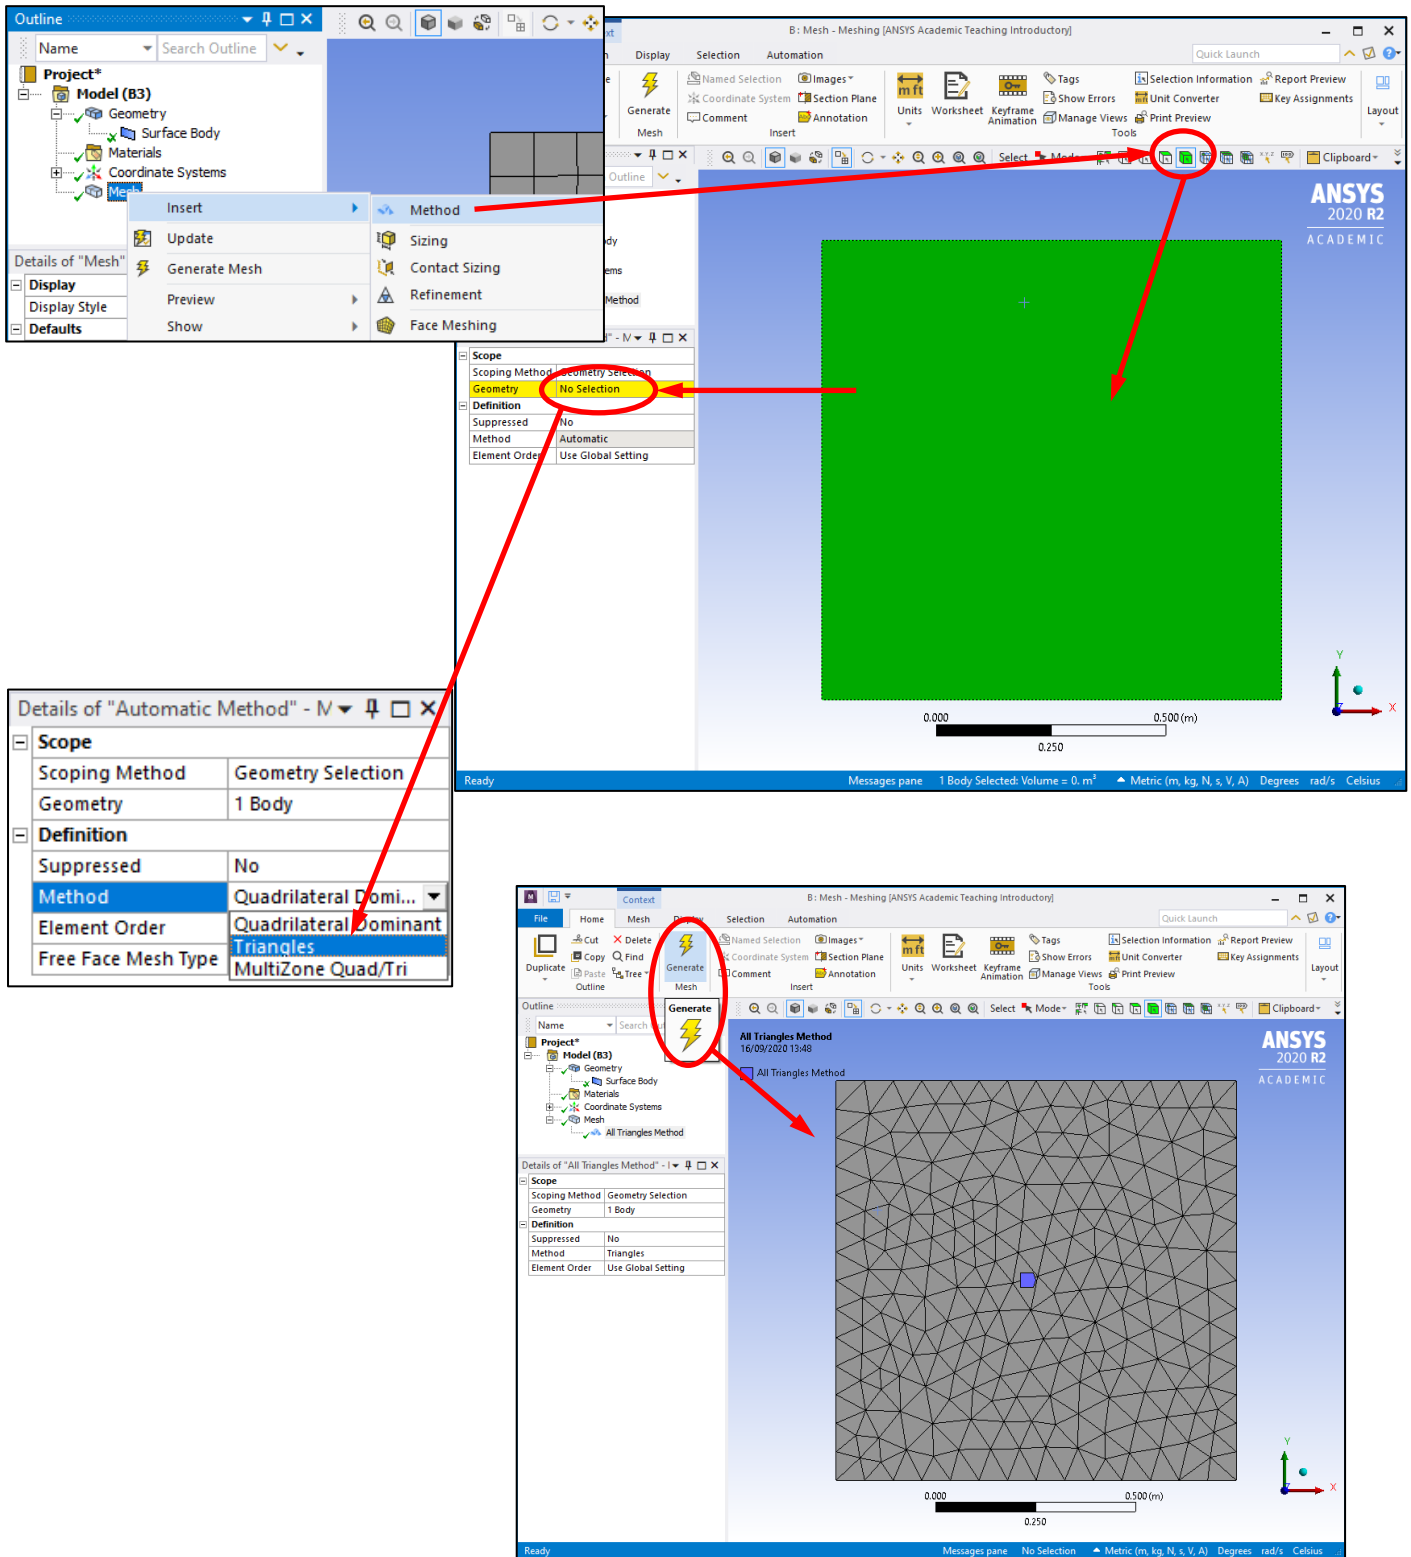 Outline
Name
Search Outline
Project*
Model (B3)
Geometry
Surface Body
Materials
Coordinate Systems
Mesh
Insert
Update
Generate Mesh
Preview
Show
Method
Sizing
Contact Sizing
Refinement
Face Meshing
Details of "Mesh"
Display
Display Style
Defaults
B : Mesh - Meshing [ANSYS Academic Teaching Introductory]
Display Selection Automation
Quick Launch
Generate
Mesh
Named Selection
Coordinate System
Comment
Images
Section Plane
Annotation
Insert
Units
Worksheet
Keyframe
Animation
Tags
Show Errors
Manage Views
Selection Information
Unit Converter
Print Preview
Tools
Report Preview
Key Assignments
Layout
Select
Mode
Clipboard
Outline
Method
Scope
Scoping Method Geometry Selection
Geometry No Selection
Definition
Suppressed No
Method Automatic
Element Order Use Global Setting
ANSYS
2020 R2
ACADEMIC
Y
X
0.000 0.500 (m)
0.250
Ready
Messages pane 1 Body Selected: Volume = 0. m³ Metric (m, kg, N, s, V, A) Degrees rad/s Celsius
Details of "Automatic Method" - M
Scope
Scoping Method Geometry Selection
Geometry 1 Body
Definition
Suppressed No
Method Quadrilateral Domi...
Element Order
Free Face Mesh Type
Quadrilateral Dominant
Triangles
MultiZone Quad/Tri
Context
B : Mesh - Meshing [ANSYS Academic Teaching Introductory]
File Home Mesh Display Selection Automation
Quick Launch
Duplicate
Cut
Copy
Paste
Delete
Find
Tree
Outline
Generate
Mesh
Named Selection
Coordinate System
Comment
Images
Section Plane
Annotation
Insert
Units
Worksheet
Keyframe
Animation
Tags
Show Errors
Manage Views
Selection Information
Unit Converter
Print Preview
Tools
Report Preview
Key Assignments
Layout
Outline
Generate
Select
Mode
Clipboard
Name
Project*
Model (B3)
Geometry
Surface Body
Materials
Coordinate Systems
Mesh
All Triangles Method
All Triangles Method
16/09/2020 13:48
All Triangles Method
ANSYS
2020 R2
ACADEMIC
Details of "All Triangles Method" -
Scope
Scoping Method Geometry Selection
Geometry 1 Body
Definition
Suppressed No
Method Triangles
Element Order Use Global Setting
Y
X
0.000 0.500 (m)
0.250
Ready
Messages pane No Selection Metric (m, kg, N, s, V, A) Degrees rad/s Celsius